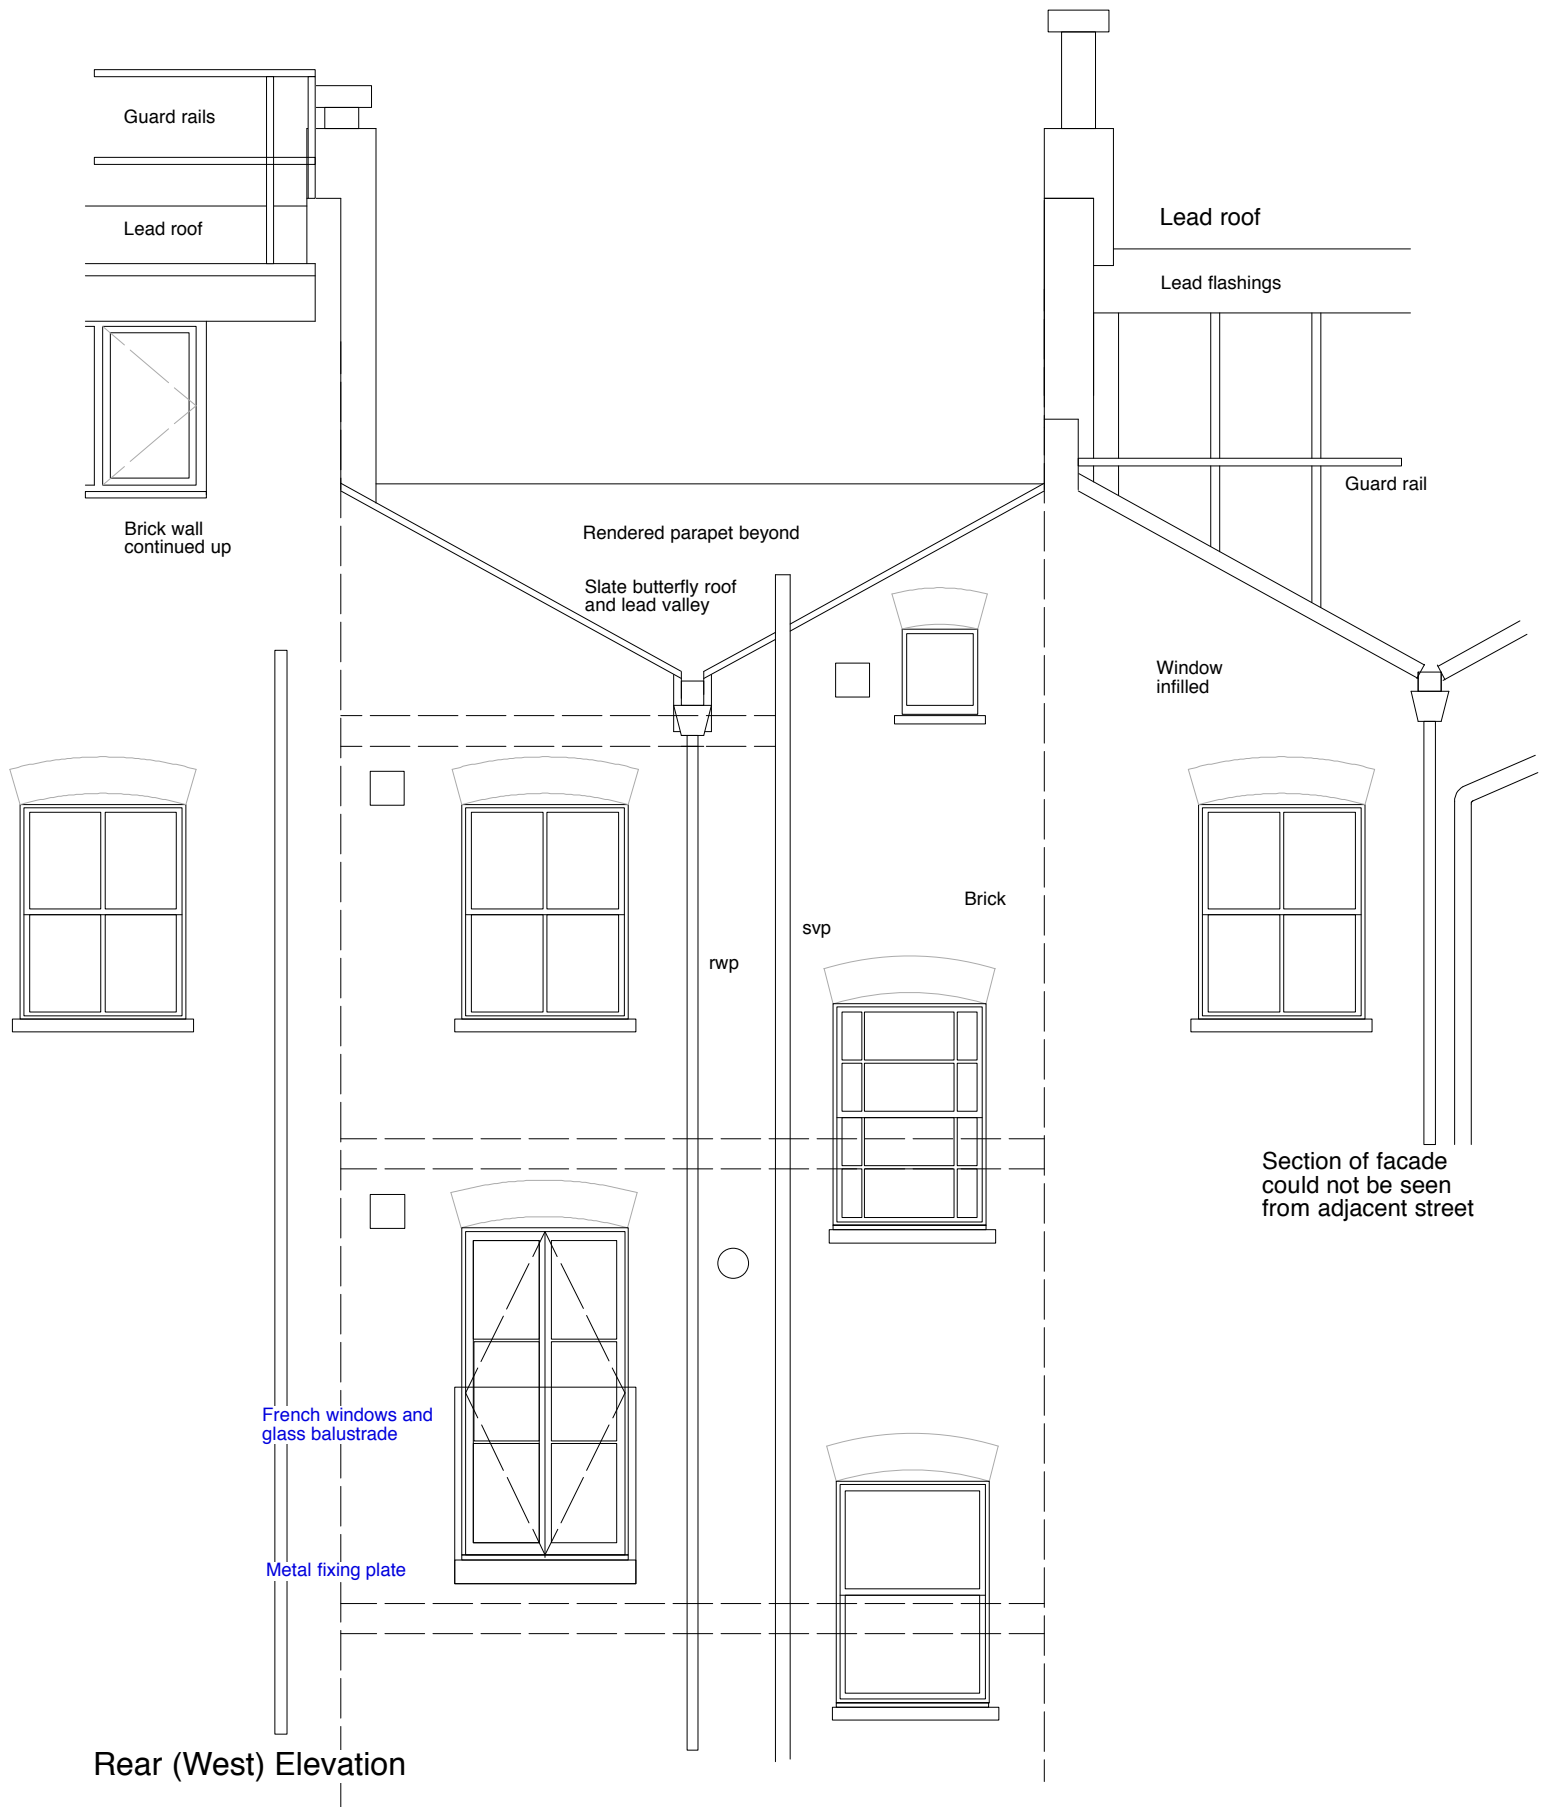 Guard rails
Lead roof
Lead roof
Lead flashings
Guard rail
Brick wall
continued up
Rendered parapet beyond
Slate butterfly roof
and lead valley
Window
infilled
Brick
svp
rwp
Section of facade
could not be seen
from adjacent street
French windows and
glass balustrade
Metal fixing plate
Rear (West) Elevation